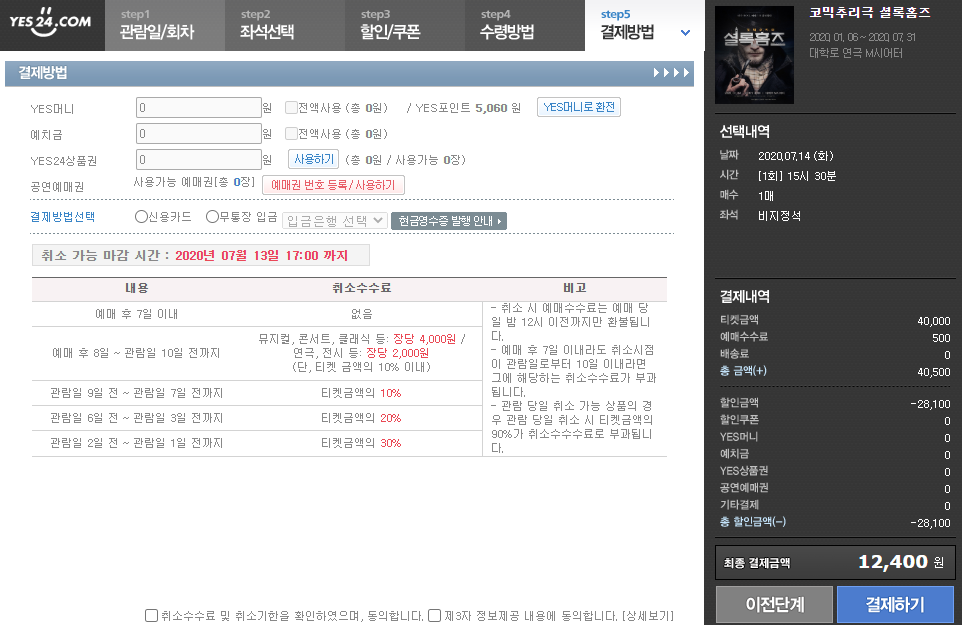 YES24.COM
step1
관람일/회차
step2
좌석선택
step3
할인/쿠폰
step4
수령방법
step5
결제방법
결제방법
YES머니 0 원 전액사용 (총 0원) / YES포인트 5,060 원 YES머니로 환전
예치금 0 원 전액사용 (총 0원)
YES24상품권 0 원 사용하기 (총 0원 / 사용가능 0장)
공연예매권 사용가능 예매권[총 0장] 예매권 번호 등록/사용하기
결제방법선택 신용카드 무통장 입금 입금은행 선택 현금영수증 발행 안내
취소 가능 마감 시간 : 2020년 07월 13일 17:00 까지
내용 취소수수료 비고
예매 후 7일 이내 없음
예매 후 8일 ~ 관람일 10일 전까지
뮤지컬, 콘서트, 클래식 등: 장당 4,000원 /
연극, 전시 등: 장당 2,000원
(단, 티켓 금액의 10% 이내)
관람일 9일 전 ~ 관람일 7일 전까지 티켓금액의 10%
관람일 6일 전 ~ 관람일 3일 전까지 티켓금액의 20%
관람일 2일 전 ~ 관람일 1일 전까지 티켓금액의 30%
- 취소 시 예매수수료는 예매 당
일 밤 12시 이전까지만 환불됩니
다.
- 예매 후 7일 이내라도 취소시점
이 관람일로부터 10일 이내라면
그에 해당하는 취소수수료가 부과
됩니다.
- 관람 당일 취소 가능 상품의 경
우 관람 당일 취소 시 티켓금액의
90%가 취소수수수료로 부과됩니
다.
취소수수료 및 취소기한을 확인하였으며, 동의합니다. 제3자 정보제공 내용에 동의합니다. [상세보기]
셜록홈즈
코믹추리극 셜록홈즈
2020. 01. 06 ~ 2020. 07. 31
대학로 연극 M시어터
선택내역
날짜 2020.07.14 (화)
시간 [1회] 15시 30분
매수 1매
좌석 비지정석
결제내역
티켓금액 40,000
예매수수료 500
배송료 0
총 금액(+) 40,500
할인금액 -28,100
할인쿠폰 0
YES머니 0
예치금 0
YES상품권 0
공연예매권 0
기타결제 0
총 할인금액(-) -28,100
최종 결제금액 12,400 원
이전단계 결제하기